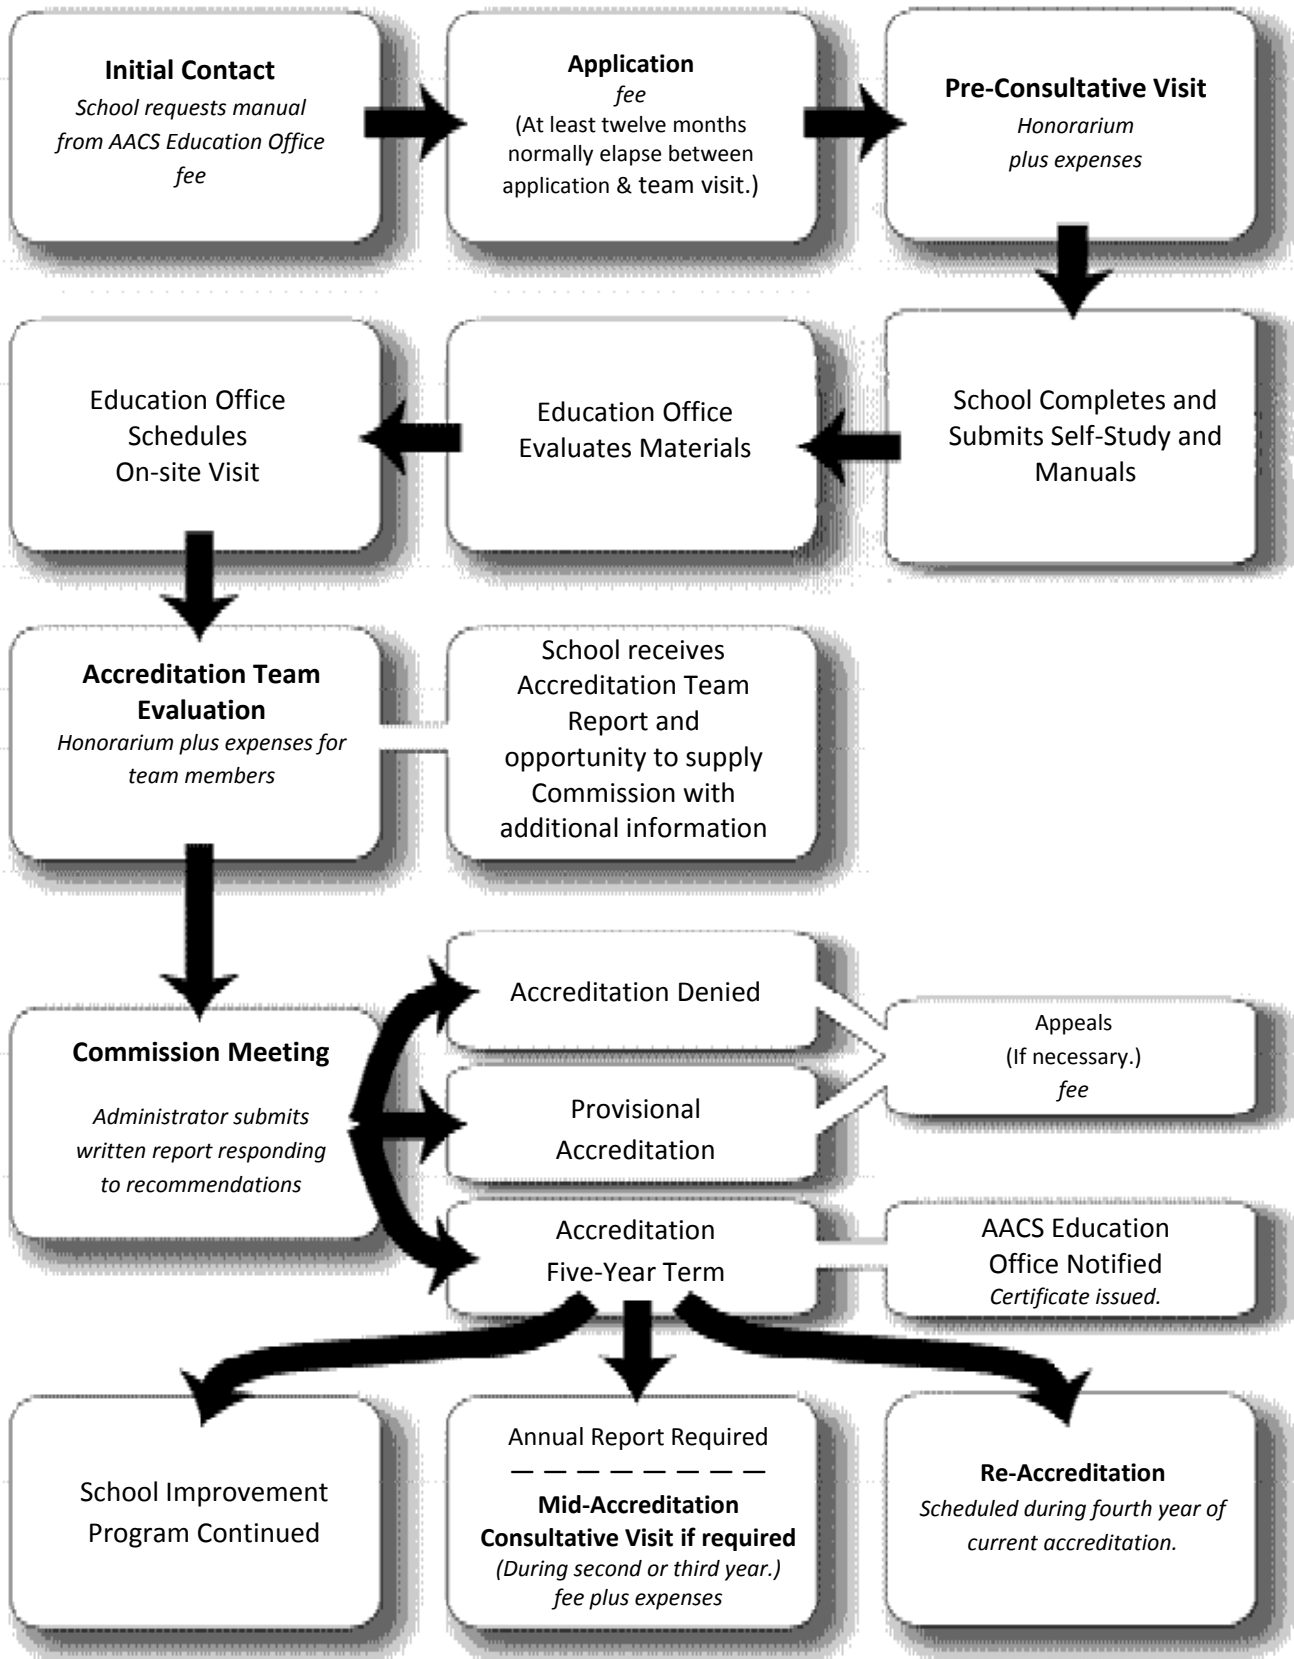 Initial Contact
School requests manual
from AACS Education Office
fee
Application
fee
(At least twelve months
normally elapse between
application & team visit.)
Pre-Consultative Visit
Honorarium
plus expenses
Education Office
Schedules
On-site Visit
Education Office
Evaluates Materials
School Completes and
Submits Self-Study and
Manuals
Accreditation Team
Evaluation
Honorarium plus expenses for
team members
School receives
Accreditation Team
Report and
opportunity to supply
Commission with
additional information
Commission Meeting
Administrator submits
written report responding
to recommendations
Accreditation Denied
Provisional
Accreditation
Accreditation
Five-Year Term
Appeals
(If necessary.)
fee
AACS Education
Office Notified
Certificate issued.
School Improvement
Program Continued
Annual Report Required
Mid-Accreditation
Consultative Visit if required
(During second or third year.)
fee plus expenses
Re-Accreditation
Scheduled during fourth year of
current accreditation.